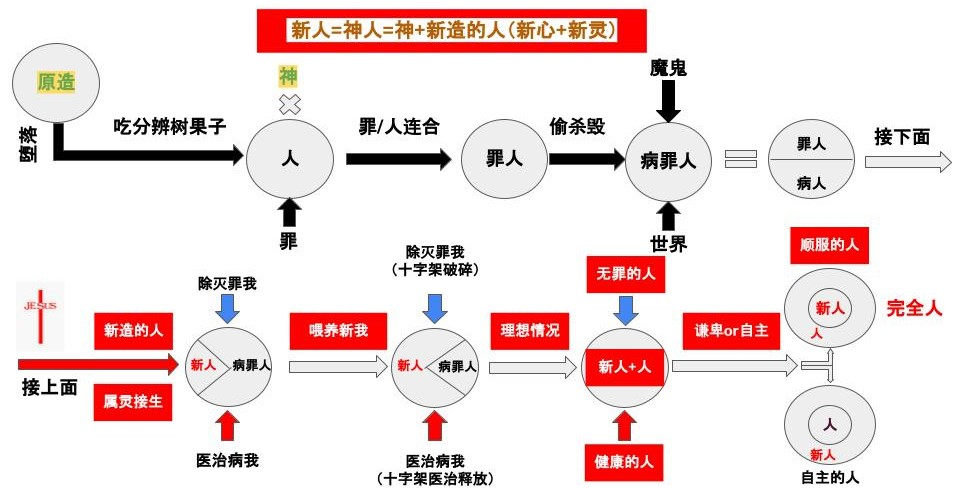 新人=神人=神+新造的人(新心+新灵)
原造
堕落
吃分辨树果子
神
人
罪
罪/人连合
罪人
偷杀毁
魔鬼
病罪人
世界
罪人
病人
接下面
JESUS
接上面
新造的人
属灵接生
除灭罪我
新人
病罪人
医治病我
喂养新我
除灭罪我
(十字架破碎)
新人
病罪人
医治病我
(十字架医治释放)
理想情况
无罪的人
新人+人
健康的人
谦卑or自主
顺服的人
新人
人
完全人
人
新人
自主的人